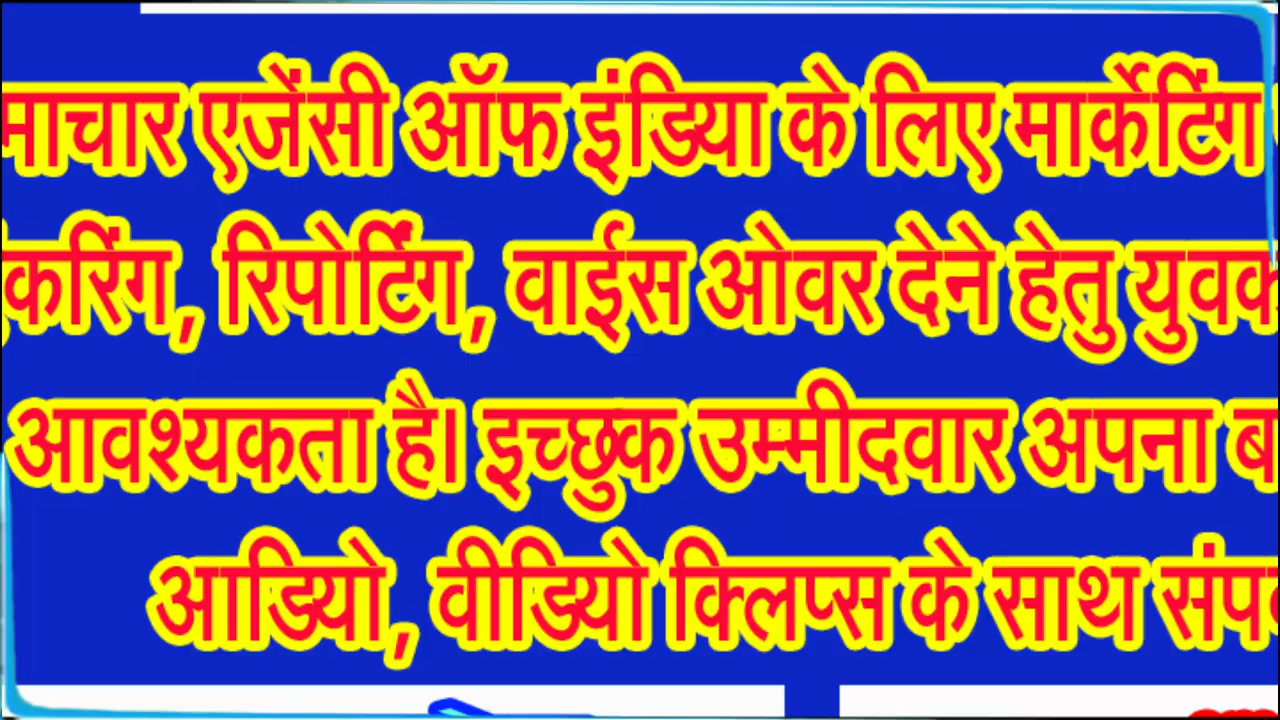 माचार एजेंसी ऑफ इंडिया के लिए मार्केटिंग
करिंग, रिपोर्टिंग, वाईस ओवर देने हेतु युवक
आवश्यकता है। इच्छुक उम्मीदवार अपना ब
आडियो, वीडियो क्लिप्स के साथ संप